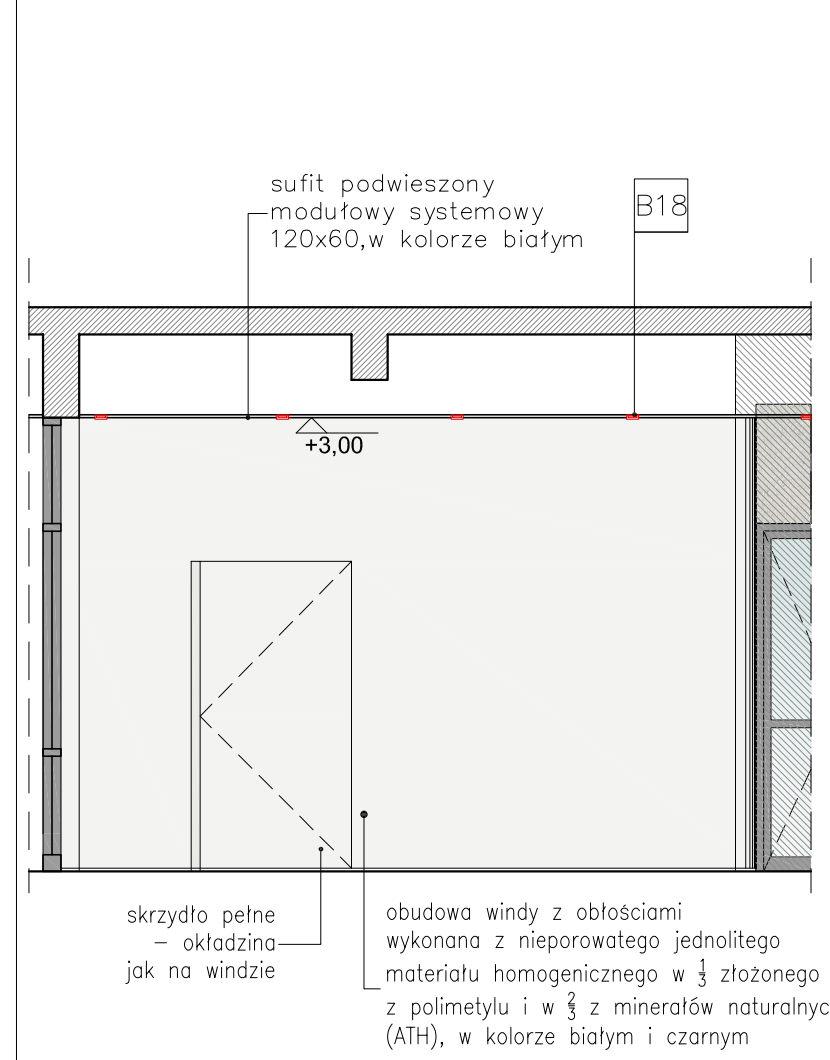 sufit podwieszony
modułowy systemowy
120x60,w kolorze białym
B18
+3,00
skrzydło pełne
– okładzina
jak na windzie
obudowa windy z obłościami
wykonana z nieporowatego jednolitego
materiału homogenicznego w 1/3 złożonego
z polimetylu i w 2/3 z minerałów naturalnyc
(ATH), w kolorze białym i czarnym